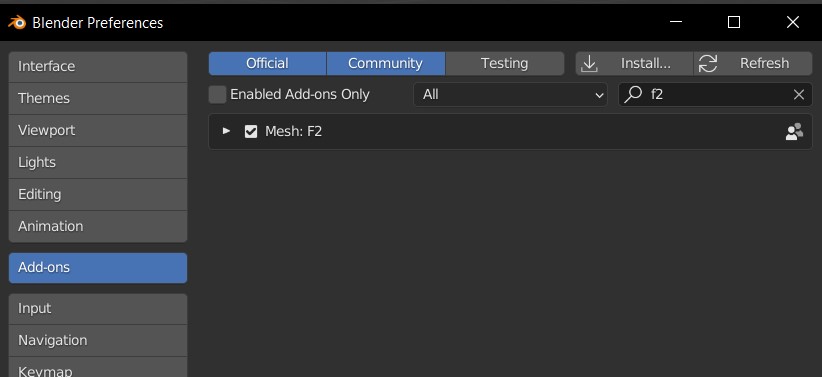 Blender Preferences
Interface
Themes
Viewport
Lights
Editing
Animation
Add-ons
Input
Navigation
Keymap
Official Community Testing Install... Refresh
Enabled Add-ons Only All f2
Mesh: F2